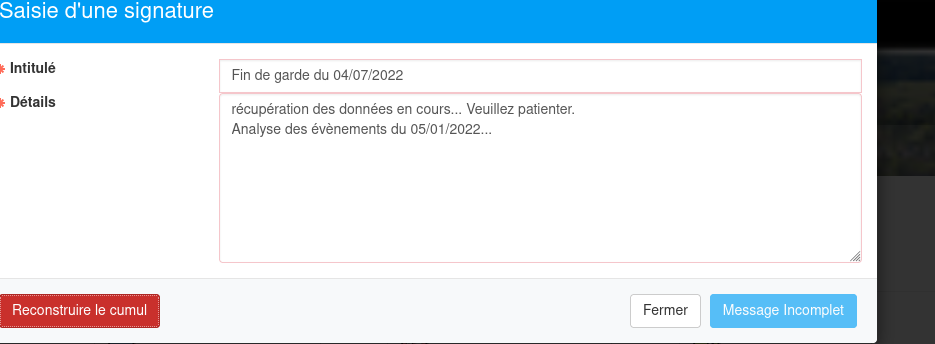 Saisie d'une signature
* Intitulé
Fin de garde du 04/07/2022
* Détails
récupération des données en cours... Veuillez patienter.
Analyse des évènements du 05/01/2022...
Reconstruire le cumul
Fermer
Message Incomplet